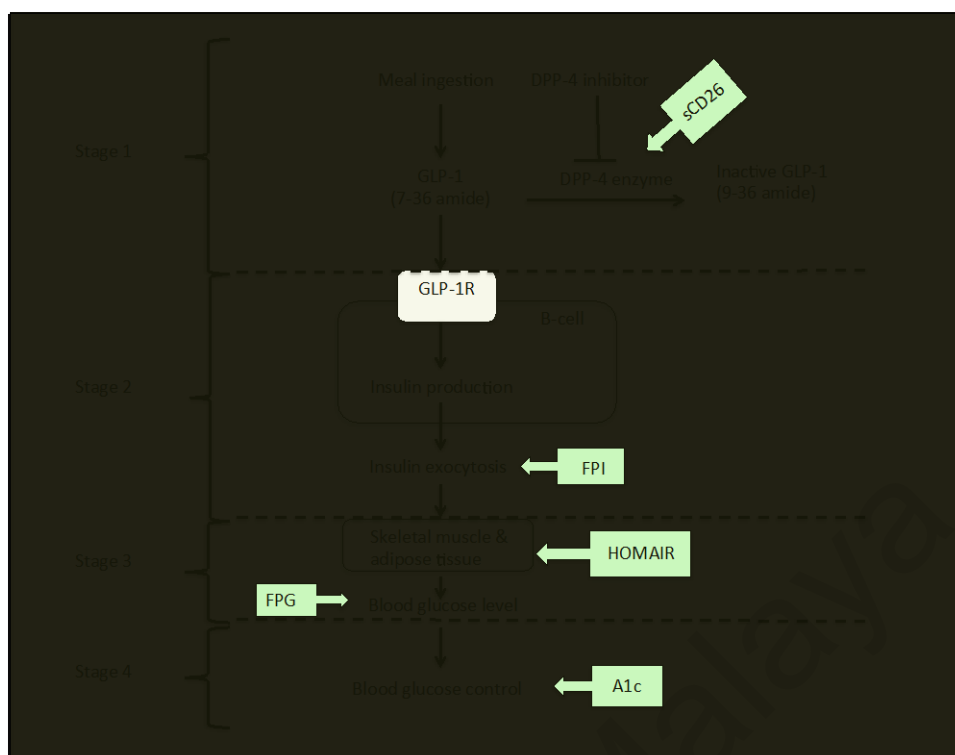 Meal ingestion
DPP-4 inhibitor
sCD26
Stage 1
GLP-1
(7-36 amide)
DPP-4 enzyme
Inactive GLP-1
(9-36 amide)
GLP-1R
B-cell
Stage 2
Insulin production
Insulin exocytosis
FPI
Skeletal muscle &
adipose tissue
HOMAIR
Stage 3
FPG
Blood glucose level
Stage 4
Blood glucose control
A1c
Malaya